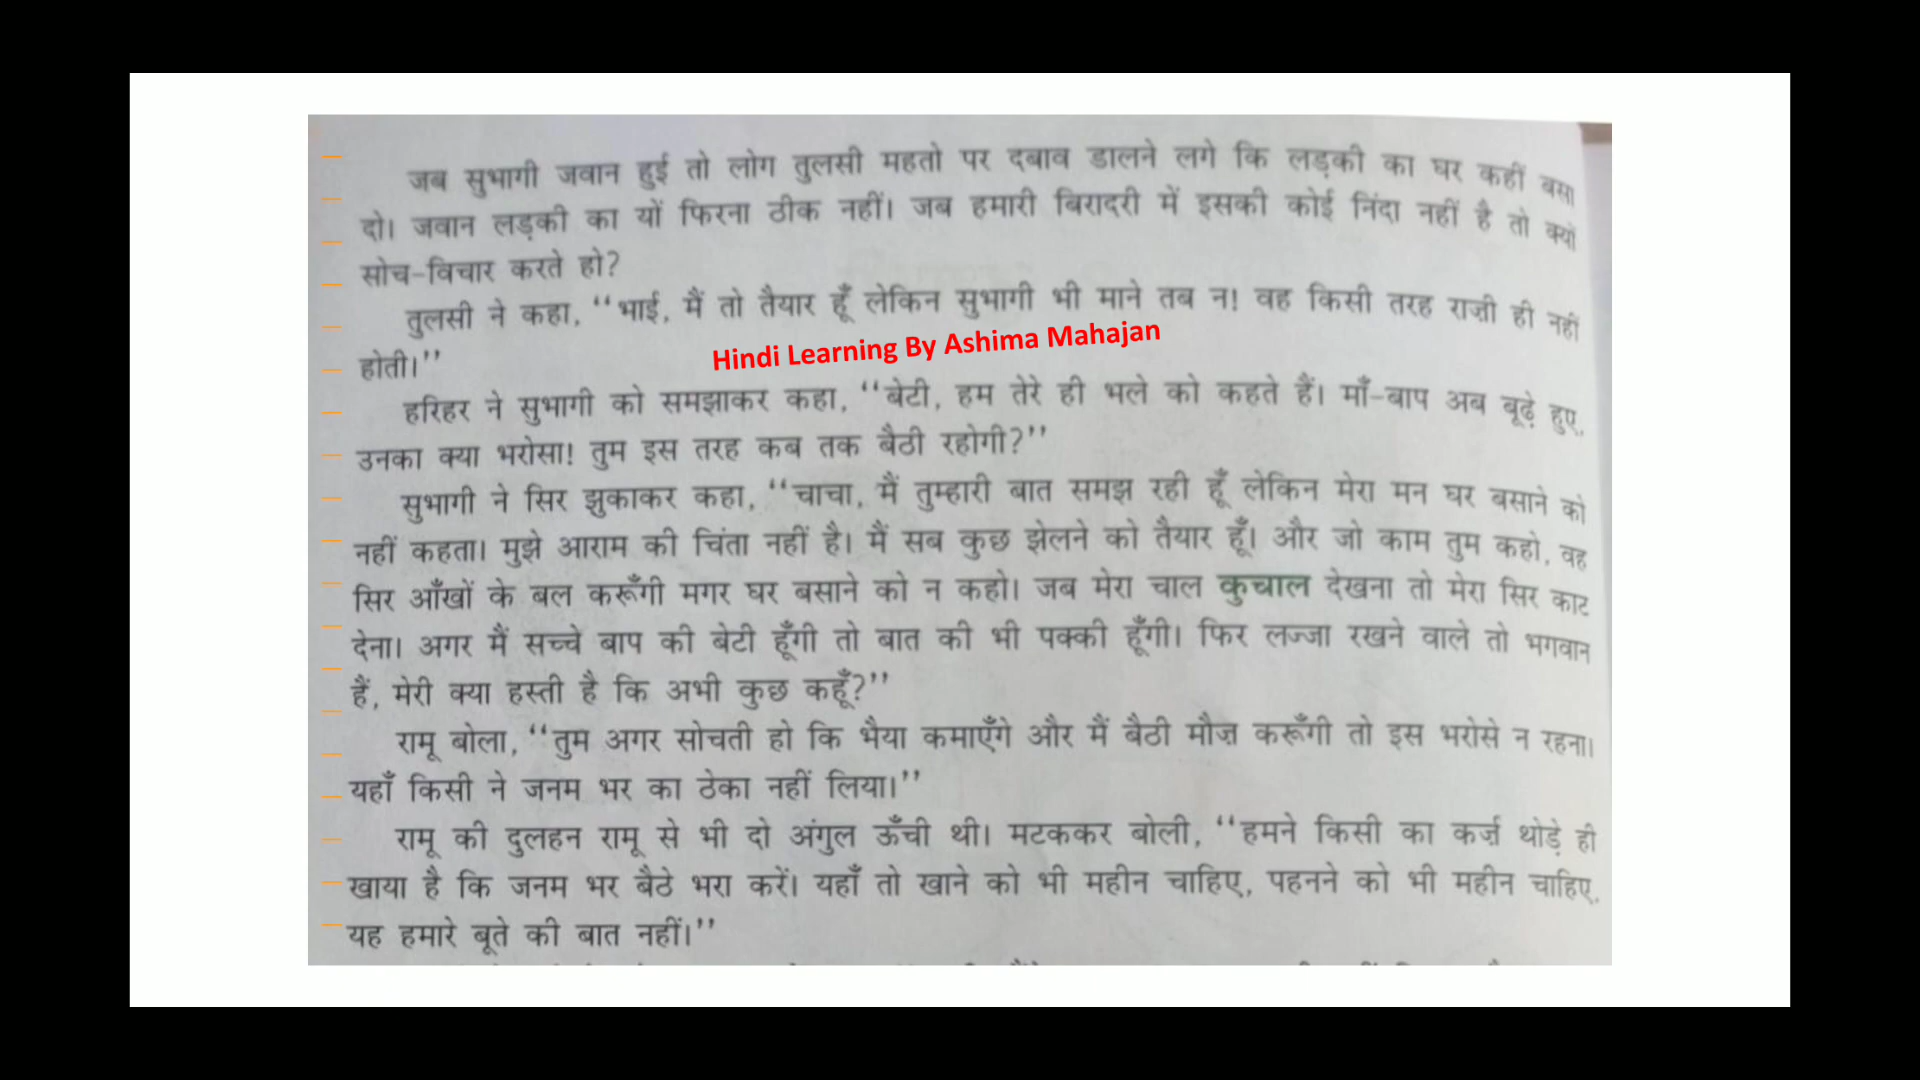 जब सुभागी जवान हुई तो लोग तुलसी महतो पर दबाव डालने लगे कि लड़की का घर कहीं बसा
दो। जवान लड़की का यों फिरना ठीक नहीं। जब हमारी बिरादरी में इसकी कोई निंदा नहीं है तो क्यों
सोच-विचार करते हो?
तुलसी ने कहा, ‘‘भाई, मैं तो तैयार हूँ लेकिन सुभागी भी माने तब न! वह किसी तरह राज़ी ही नहीं
होती।’’
Hindi Learning By Ashima Mahajan
हरिहर ने सुभागी को समझाकर कहा, ‘‘बेटी, हम तेरे ही भले को कहते हैं। माँ-बाप अब बूढ़े हुए,
उनका क्या भरोसा! तुम इस तरह कब तक बैठी रहोगी?’’
सुभागी ने सिर झुकाकर कहा, ‘‘चाचा, मैं तुम्हारी बात समझ रही हूँ लेकिन मेरा मन घर बसाने को
नहीं कहता। मुझे आराम की चिंता नहीं है। मैं सब कुछ झेलने को तैयार हूँ। और जो काम तुम कहो, वह
सिर आँखों के बल करूँगी मगर घर बसाने को न कहो। जब मेरा चाल कुचाल देखना तो मेरा सिर काट
देना। अगर मैं सच्चे बाप की बेटी हूँगी तो बात की भी पक्की हूँगी। फिर लज्जा रखने वाले तो भगवान
हैं, मेरी क्या हस्ती है कि अभी कुछ कहूँ?’’
रामू बोला, ‘‘तुम अगर सोचती हो कि भैया कमाएँगे और मैं बैठी मौज़ करूँगी तो इस भरोसे न रहना।
यहाँ किसी ने जनम भर का ठेका नहीं लिया।’’
रामू की दुलहन रामू से भी दो अंगुल ऊँची थी। मटककर बोली, ‘‘हमने किसी का कर्ज़ थोड़े ही
खाया है कि जनम भर बैठे भरा करें। यहाँ तो खाने को भी महीन चाहिए, पहनने को भी महीन चाहिए,
यह हमारे बूते की बात नहीं।’’